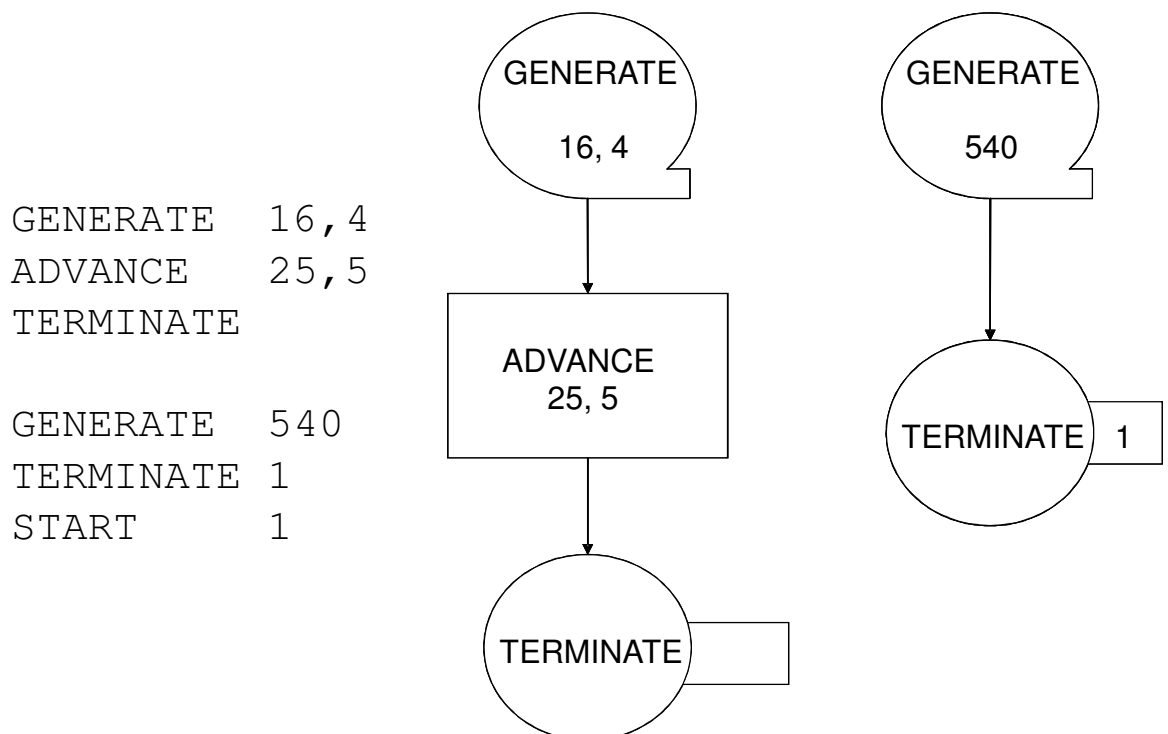 GENERATE 16,4
ADVANCE 25,5
TERMINATE
GENERATE 540
TERMINATE 1
START 1
GENERATE
16, 4
ADVANCE
25, 5
TERMINATE
GENERATE
540
TERMINATE 1